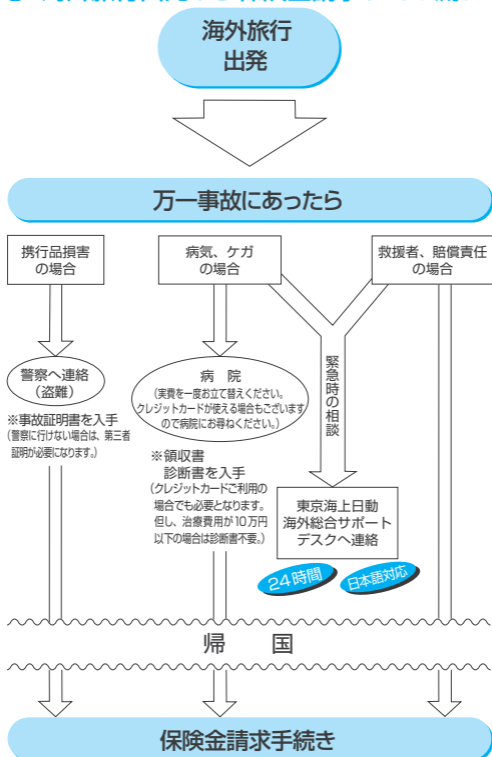 海外旅行
出発
万一事故にあったら
携行品損害
の場合
病気、ケガ
の場合
救援者、賠償責任
の場合
警察へ連絡
(盗難)
※事故証明書を入手
(警察に行けない場合は、第三者
証明が必要になります。)
病 院
(実費を一度お立て替えください。
クレジットカードが使える場合もございます
ので病院にお尋ねください。)
※領収書
診断書を入手
(クレジットカードご利用の
場合でも必要となります。
但し、治療費用が10万円
以下の場合は診断書不要。)
緊急時の相談
東京海上日動
海外総合サポート
デスクへ連絡
24時間
日本語対応
帰 国
保険金請求手続き